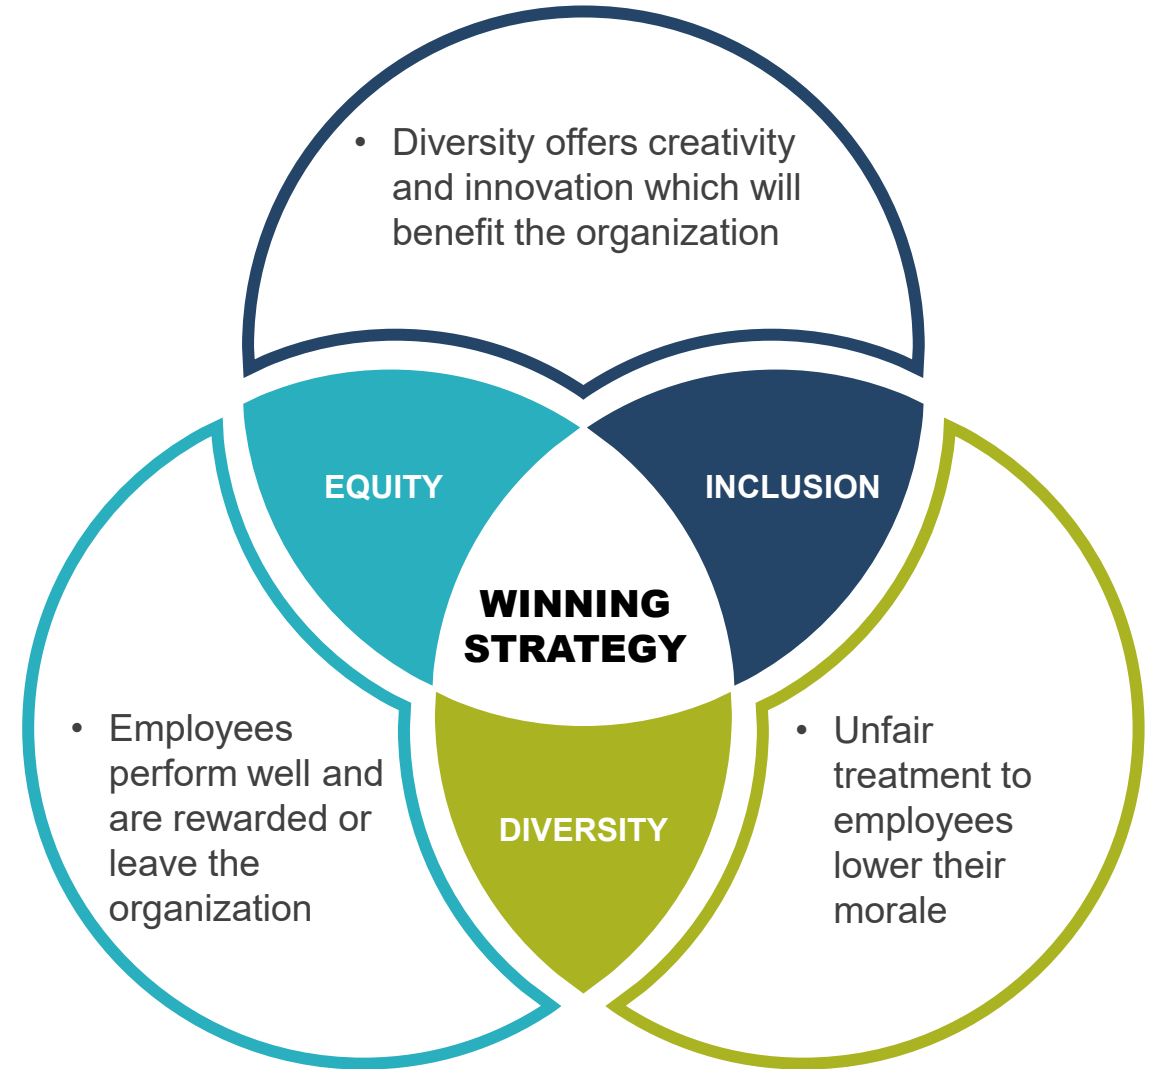 • Diversity offers creativity
and innovation which will
benefit the organization
EQUITY
INCLUSION
WINNING
STRATEGY
• Employees
perform well and
are rewarded or
leave the
organization
DIVERSITY
• Unfair
treatment to
employees
lower their
morale